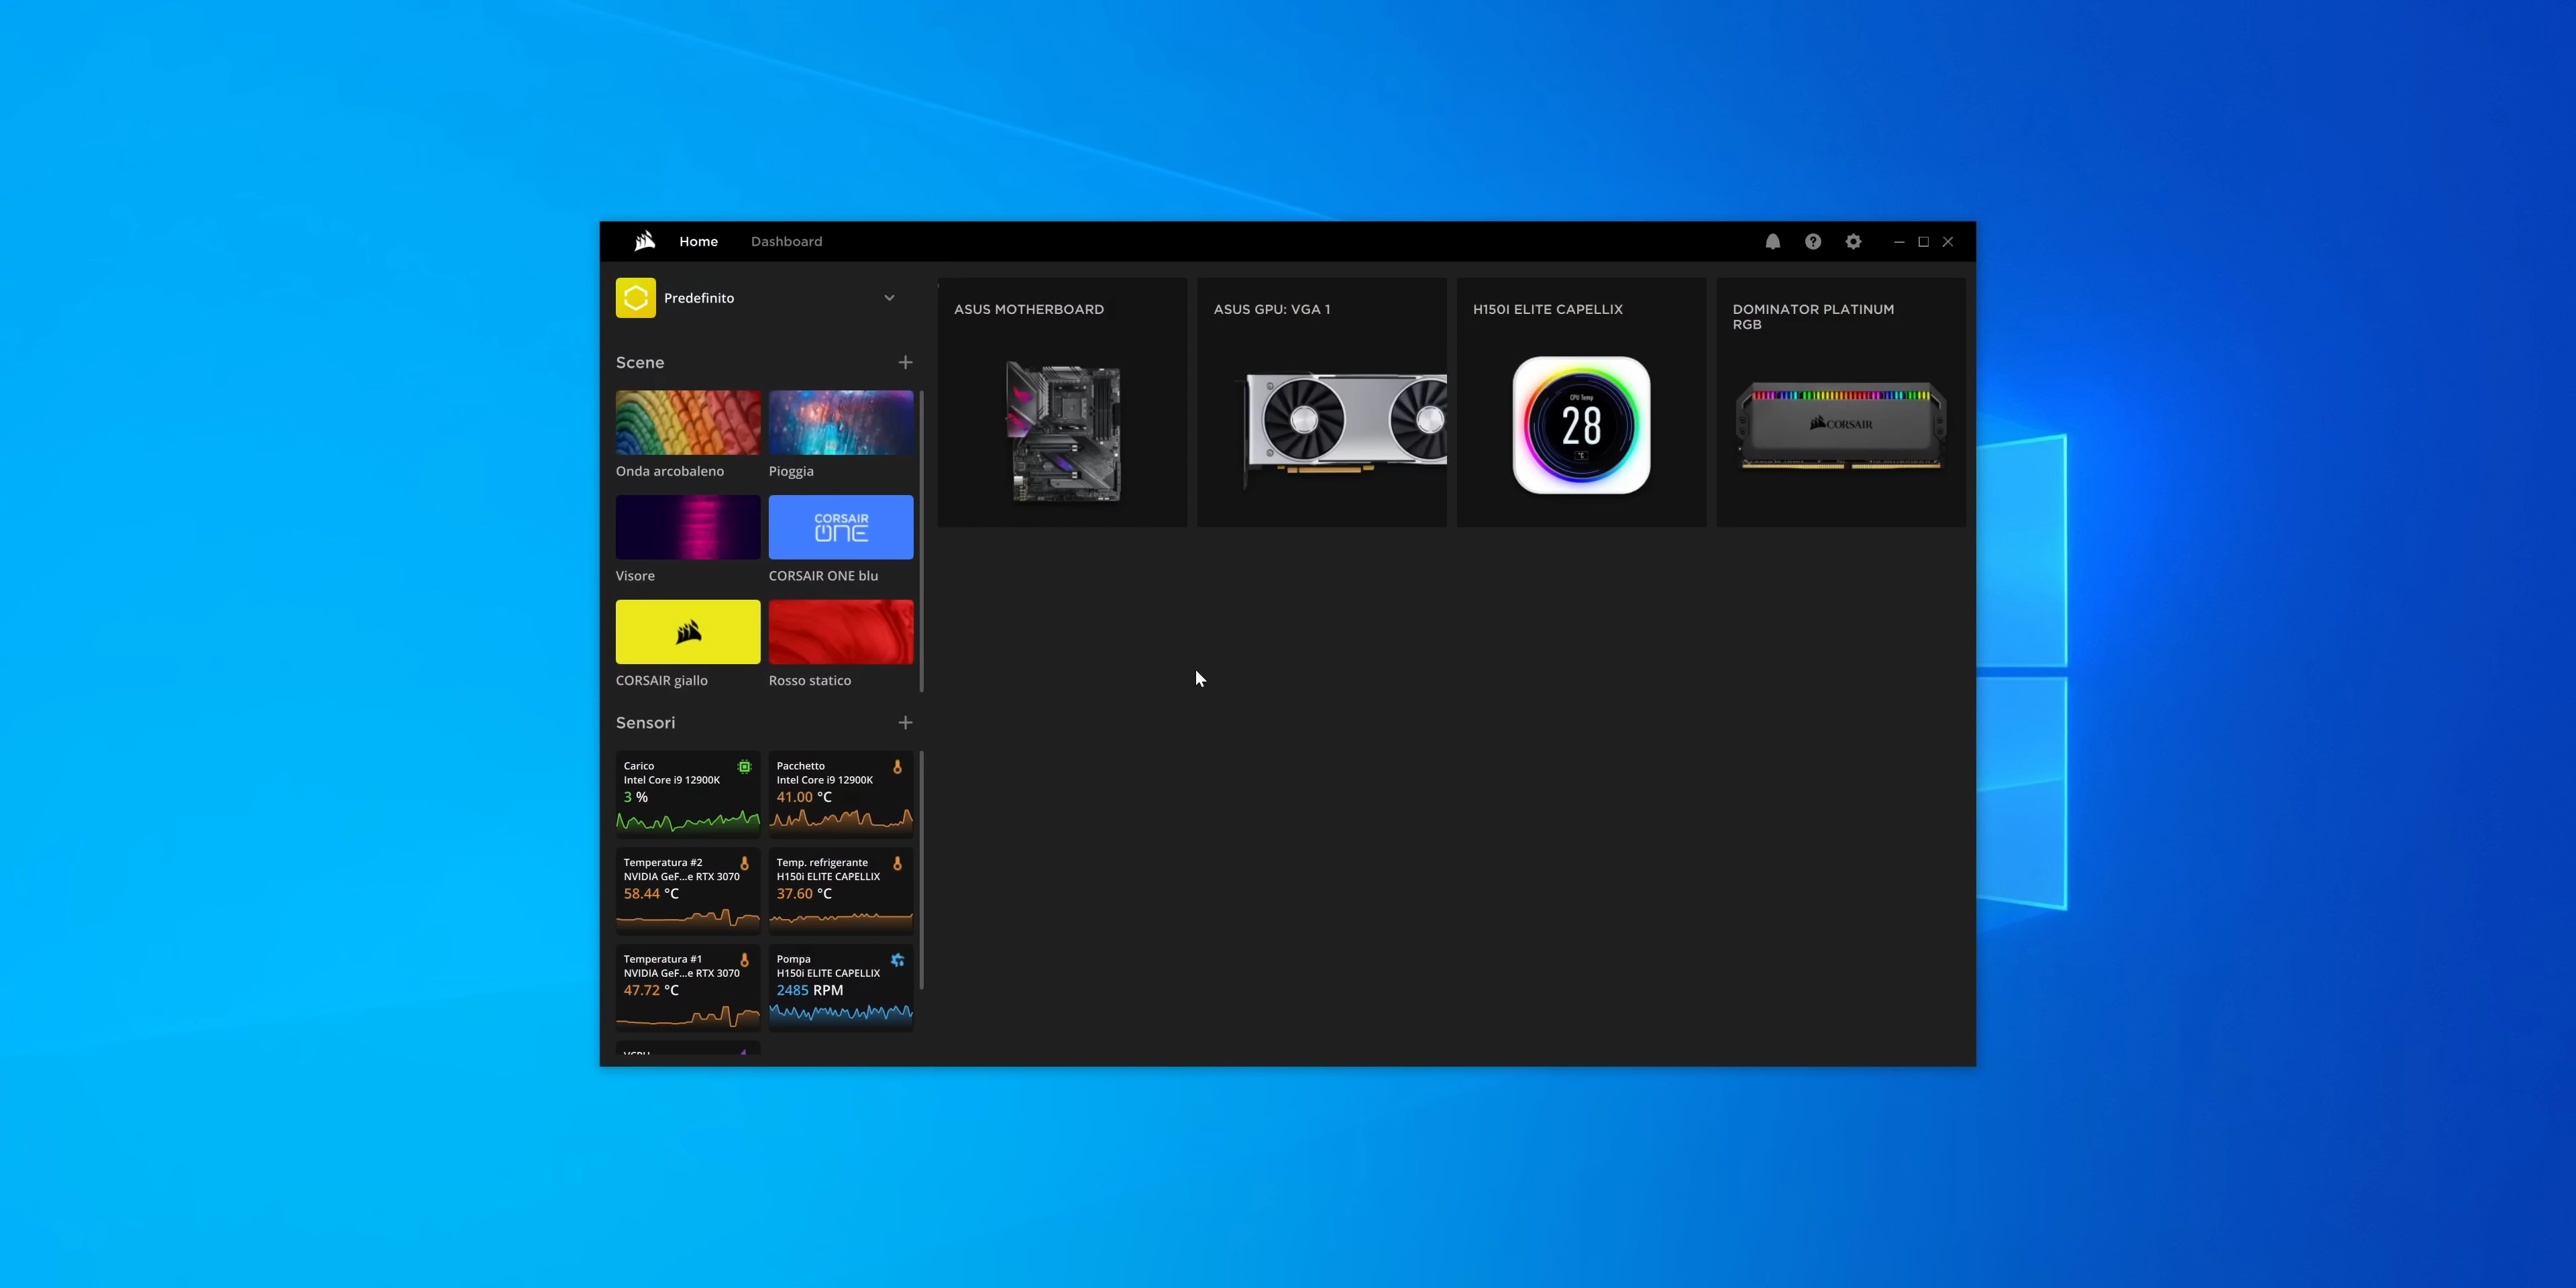 Home
Dashboard
Predefinito
Scene
Onda arcobaleno
Pioggia
CORSAIR
ONE
Visore
CORSAIR ONE blu
CORSAIR giallo
Rosso statico
Sensori
Carico
Intel Core i9 12900K
3 %
Pacchetto
Intel Core i9 12900K
41.00 °C
Temperatura #2
NVIDIA GeF...e RTX 3070
58.44 °C
Temp. refrigerante
H150i ELITE CAPELLIX
37.60 °C
Temperatura #1
NVIDIA GeF...e RTX 3070
47.72 °C
Pompa
H150i ELITE CAPELLIX
2485 RPM
ASUS MOTHERBOARD
ASUS GPU: VGA 1
H150I ELITE CAPELLIX
CPU Temp
28
°C
DOMINATOR PLATINUM
RGB
CORSAIR